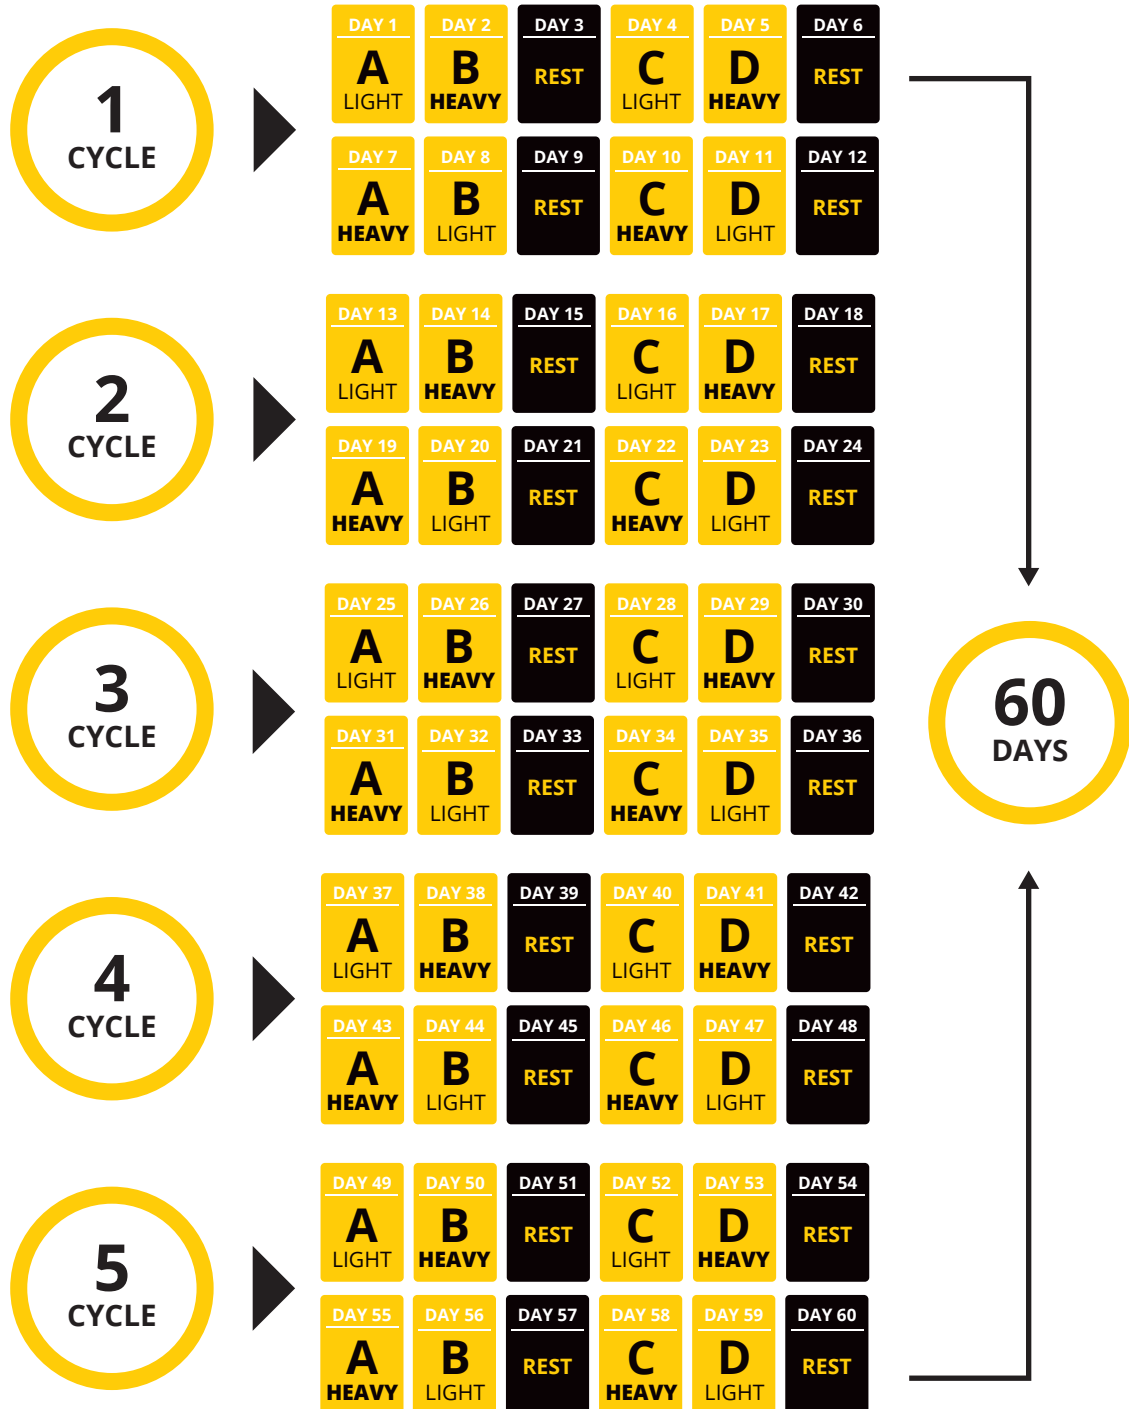 1
CYCLE
DAY 1 DAY 2 DAY 3 DAY 4 DAY 5 DAY 6
A B REST C D REST
LIGHT HEAVY LIGHT HEAVY
DAY 7 DAY 8 DAY 9 DAY 10 DAY 11 DAY 12
A B REST C D REST
HEAVY LIGHT HEAVY LIGHT
2
CYCLE
DAY 13 DAY 14 DAY 15 DAY 16 DAY 17 DAY 18
A B REST C D REST
LIGHT HEAVY LIGHT HEAVY
DAY 19 DAY 20 DAY 21 DAY 22 DAY 23 DAY 24
A B REST C D REST
HEAVY LIGHT HEAVY LIGHT
3
CYCLE
DAY 25 DAY 26 DAY 27 DAY 28 DAY 29 DAY 30
A B REST C D REST
LIGHT HEAVY LIGHT HEAVY
DAY 31 DAY 32 DAY 33 DAY 34 DAY 35 DAY 36
A B REST C D REST
HEAVY LIGHT HEAVY LIGHT
60
DAYS
4
CYCLE
DAY 37 DAY 38 DAY 39 DAY 40 DAY 41 DAY 42
A B REST C D REST
LIGHT HEAVY LIGHT HEAVY
DAY 43 DAY 44 DAY 45 DAY 46 DAY 47 DAY 48
A B REST C D REST
HEAVY LIGHT HEAVY LIGHT
5
CYCLE
DAY 49 DAY 50 DAY 51 DAY 52 DAY 53 DAY 54
A B REST C D REST
LIGHT HEAVY LIGHT HEAVY
DAY 55 DAY 56 DAY 57 DAY 58 DAY 59 DAY 60
A B REST C D REST
HEAVY LIGHT HEAVY LIGHT